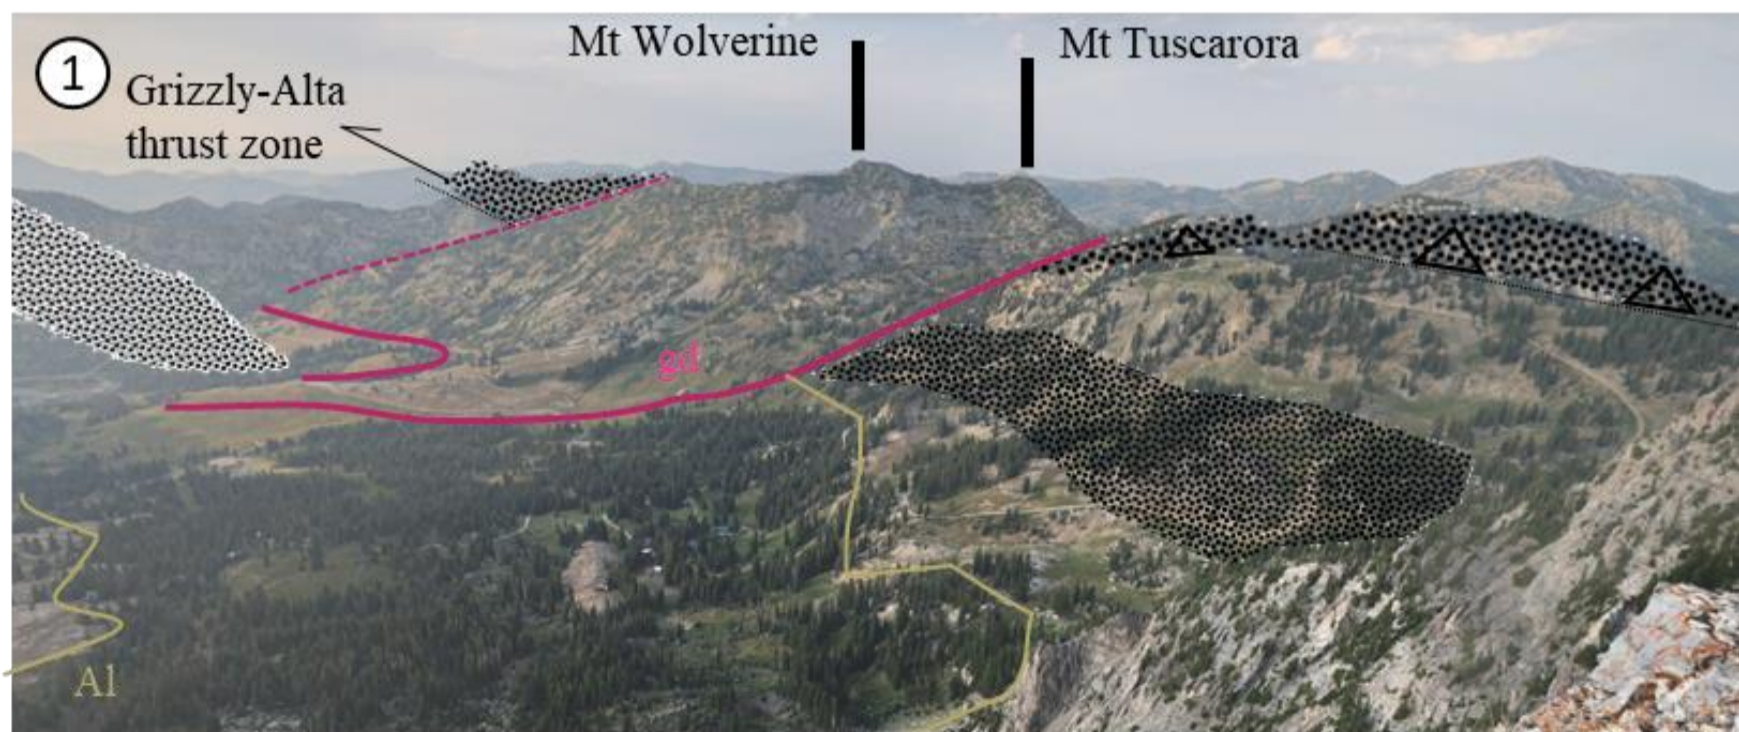 1
Mt Wolverine
Mt Tuscarora
Grizzly-Alta
thrust zone
gd
Al